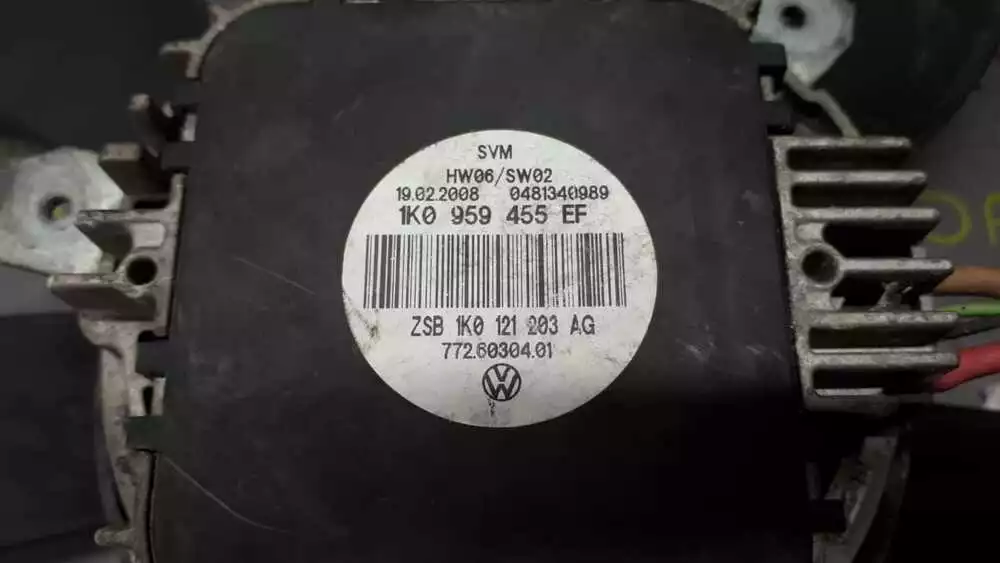 SVM
HW06/SW02
19.02.2008 0481340989
1K0 959 455 EF
ZSB 1K0 121 203 AG
772.60304.01